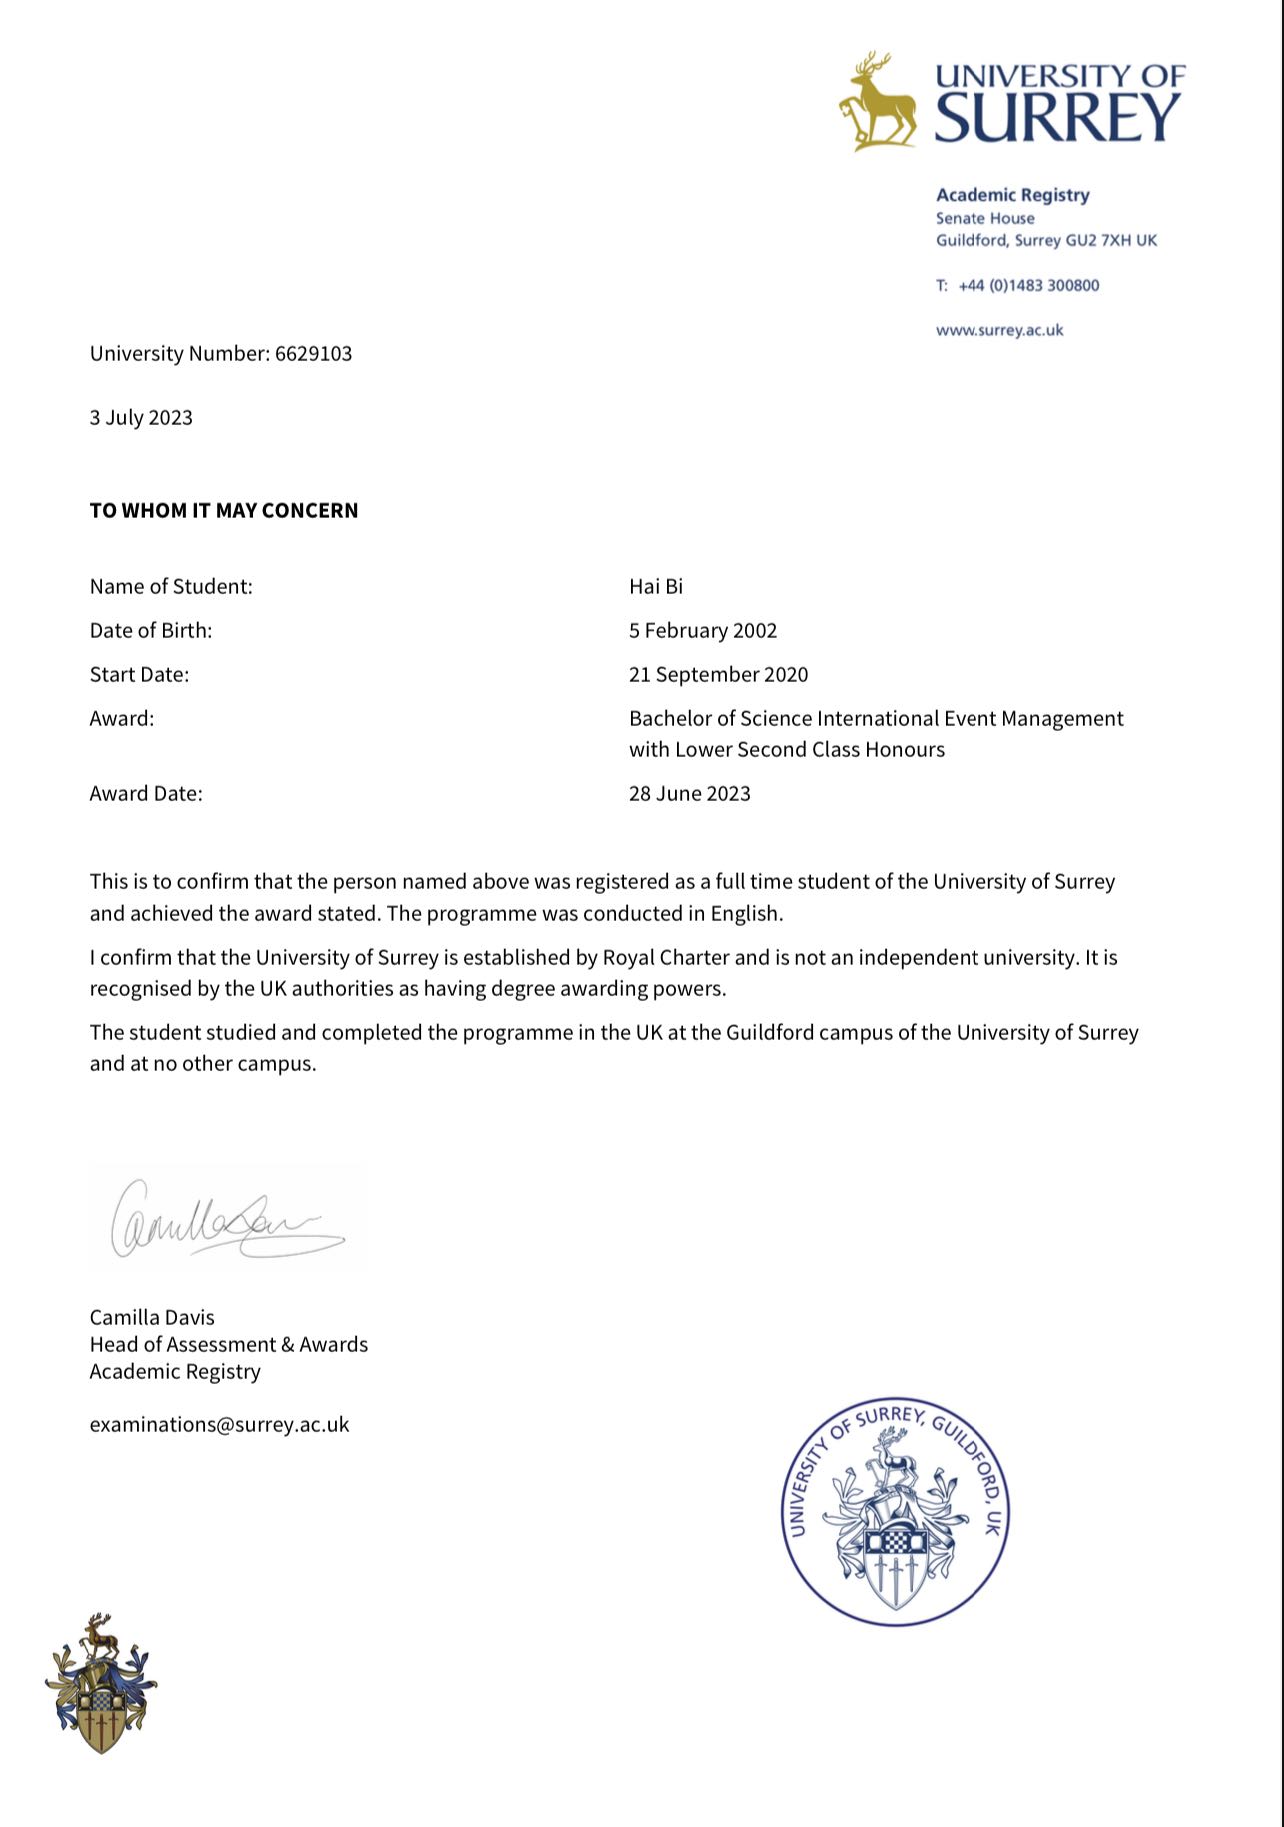 UNIVERSITY OF
SURREY
Academic Registry
Senate House
Guildford, Surrey GU2 7XH UK
T: +44 (0)1483 300800
www.surrey.ac.uk
University Number: 6629103
3 July 2023
TO WHOM IT MAY CONCERN
Name of Student: Hai Bi
Date of Birth: 5 February 2002
Start Date: 21 September 2020
Award: Bachelor of Science International Event Management
with Lower Second Class Honours
Award Date: 28 June 2023
This is to confirm that the person named above was registered as a full time student of the University of Surrey
and achieved the award stated. The programme was conducted in English.
I confirm that the University of Surrey is established by Royal Charter and is not an independent university. It is
recognised by the UK authorities as having degree awarding powers.
The student studied and completed the programme in the UK at the Guildford campus of the University of Surrey
and at no other campus.
Camilla Davis
Head of Assessment & Awards
Academic Registry
examinations@surrey.ac.uk
UNIVERSITY OF SURREY, GUILDFORD, UK